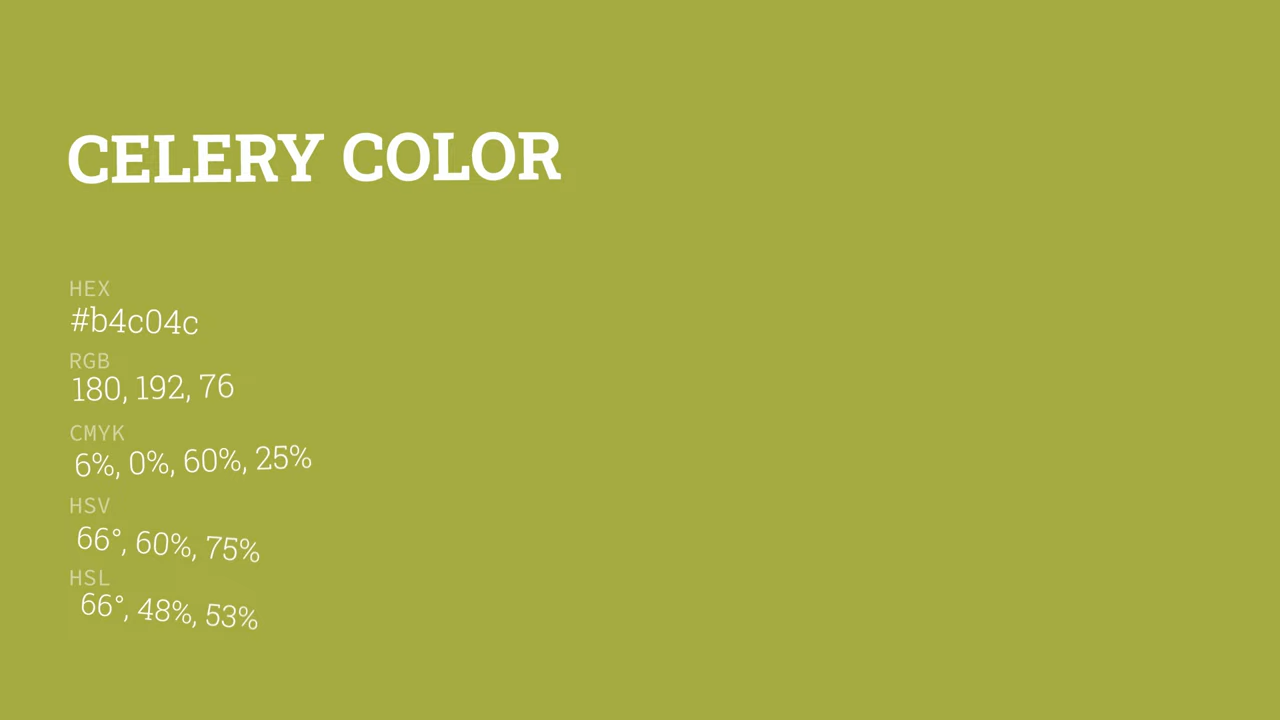 CELERY COLOR
HEX
#b4c04c
RGB
180, 192, 76
CMYK
6%, 0%, 60%, 25%
HSV
66°, 60%, 75%
HSL
66°, 48%, 53%